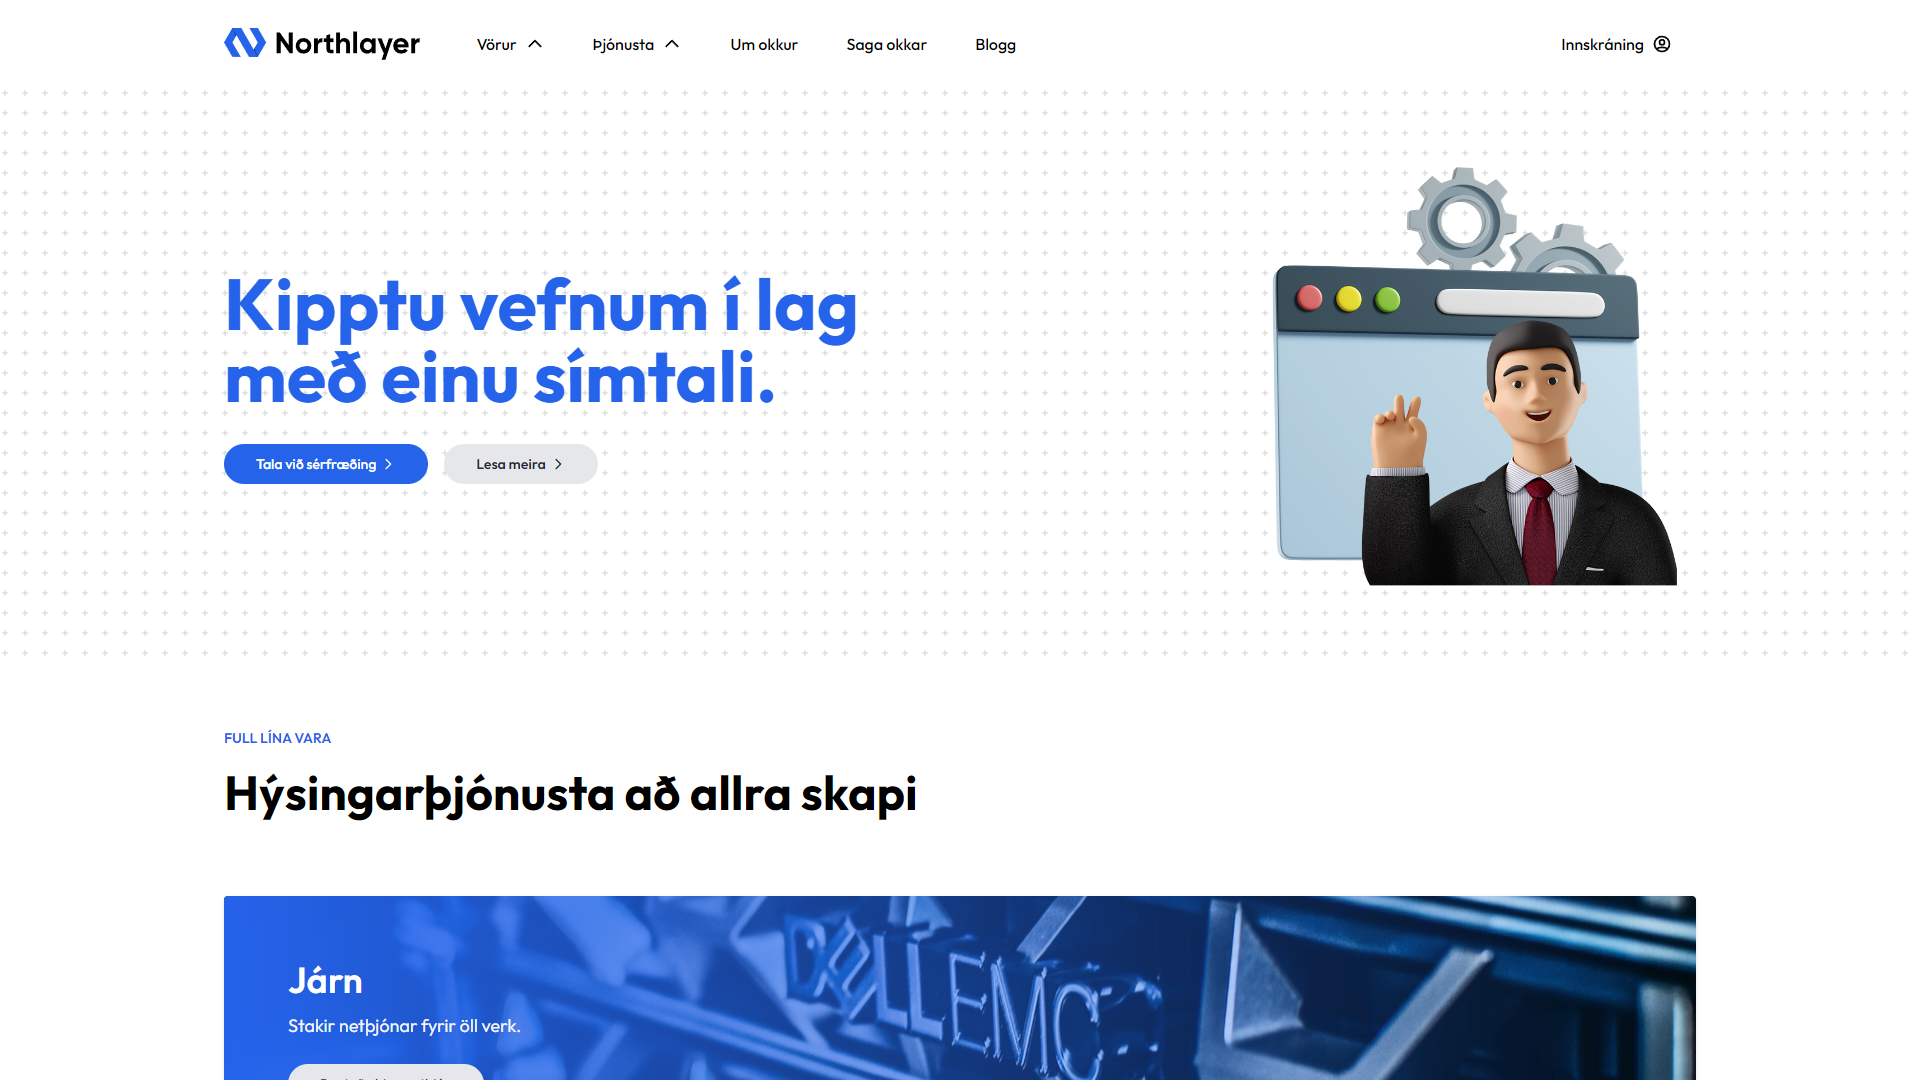 Northlayer
Vörur
Þjónusta
Um okkur
Saga okkar
Blogg
Innskráning
Kipptu vefnum í lag
með einu símtali.
Tala við sérfræðing
Lesa meira
FULL LÍNA VARA
Hýsingarþjónusta að allra skapi
DELLEMC
Járn
Stakir netþjónar fyrir öll verk.